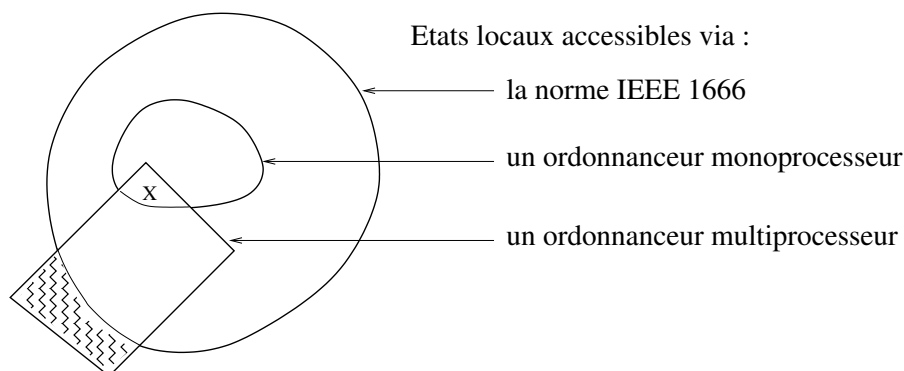 Etats locaux accessibles via :
la norme IEEE 1666
un ordonnanceur monoprocesseur
X
un ordonnanceur multiprocesseur